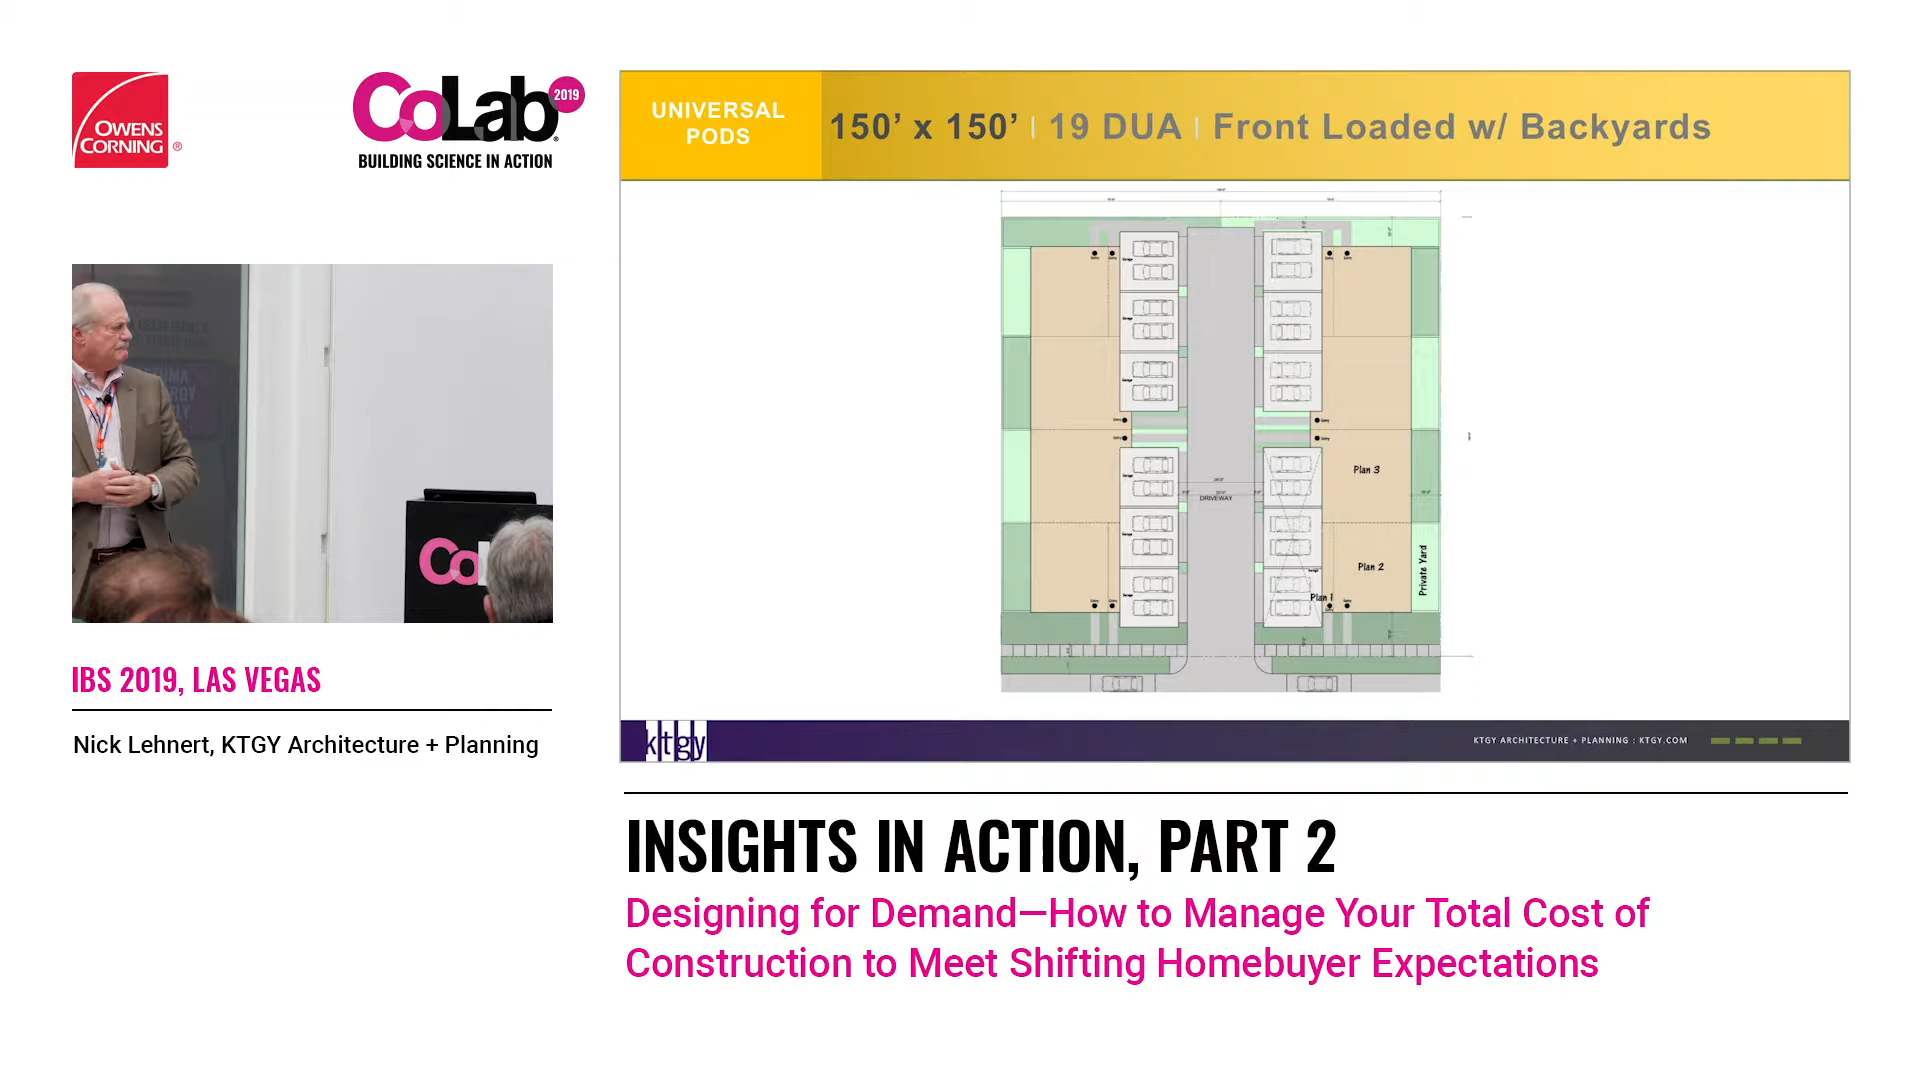 OWENS
CORNING ®
CoLab 2019
BUILDING SCIENCE IN ACTION
UNIVERSAL
PODS
150’ x 150’ | 19 DUA | Front Loaded w/ Backyards
Garage
Entry
DRIVEWAY
Plan 3
Plan 2
Plan 1
Private Yard
ktgy
KTGY ARCHITECTURE + PLANNING : KTGY.COM
Co
IBS 2019, LAS VEGAS
Nick Lehnert, KTGY Architecture + Planning
INSIGHTS IN ACTION, PART 2
Designing for Demand—How to Manage Your Total Cost of
Construction to Meet Shifting Homebuyer Expectations